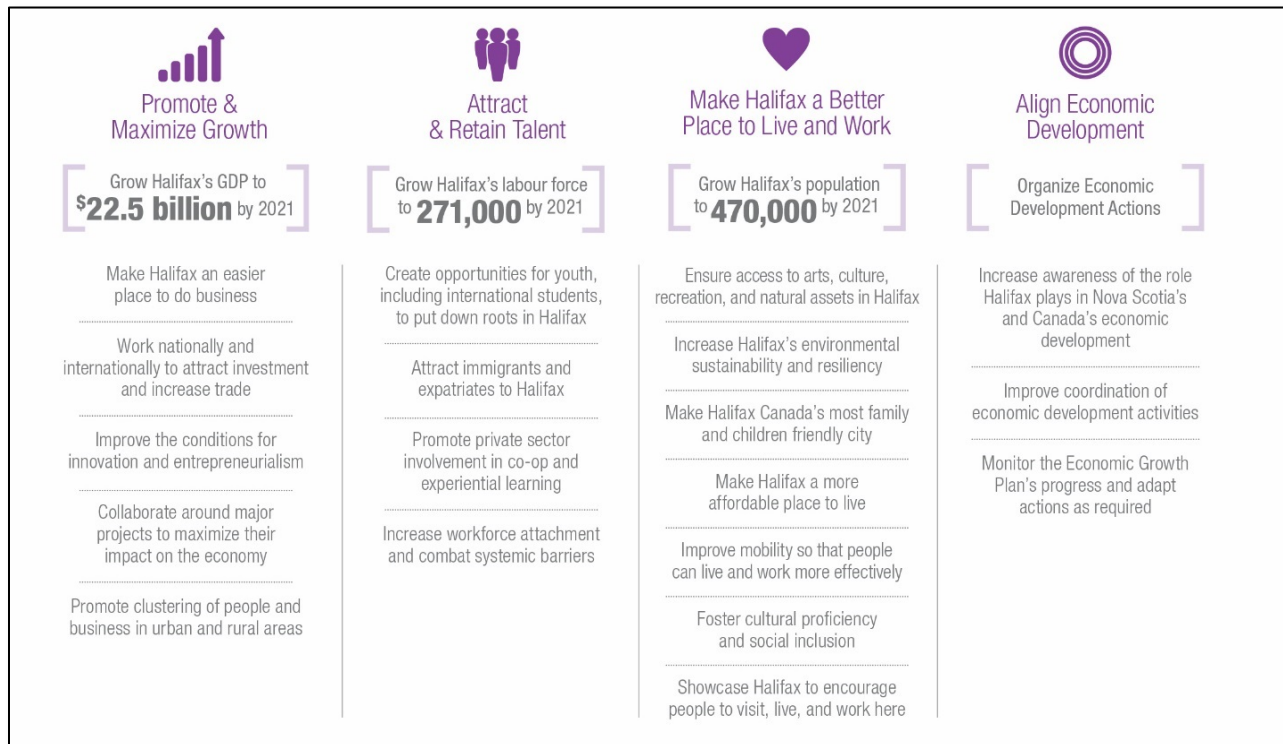 Promote &
Maximize Growth
Grow Halifax's GDP to
$22.5 billion by 2021
Make Halifax an easier
place to do business
Work nationally and
internationally to attract investment
and increase trade
Improve the conditions for
innovation and entrepreneurialism
Collaborate around major
projects to maximize their
impact on the economy
Promote clustering of people and
business in urban and rural areas
Attract
& Retain Talent
Grow Halifax's labour force
to 271,000 by 2021
Create opportunities for youth,
including international students,
to put down roots in Halifax
Attract immigrants and
expatriates to Halifax
Promote private sector
involvement in co-op and
experiential learning
Increase workforce attachment
and combat systemic barriers
Make Halifax a Better
Place to Live and Work
Grow Halifax's population
to 470,000 by 2021
Ensure access to arts, culture,
recreation, and natural assets in Halifax
Increase Halifax's environmental
sustainability and resiliency
Make Halifax Canada's most family
and children friendly city
Make Halifax a more
affordable place to live
Improve mobility so that people
can live and work more effectively
Foster cultural proficiency
and social inclusion
Showcase Halifax to encourage
people to visit, live, and work here
Align Economic
Development
Organize Economic
Development Actions
Increase awareness of the role
Halifax plays in Nova Scotia's
and Canada's economic
development
Improve coordination of
economic development activities
Monitor the Economic Growth
Plan's progress and adapt
actions as required